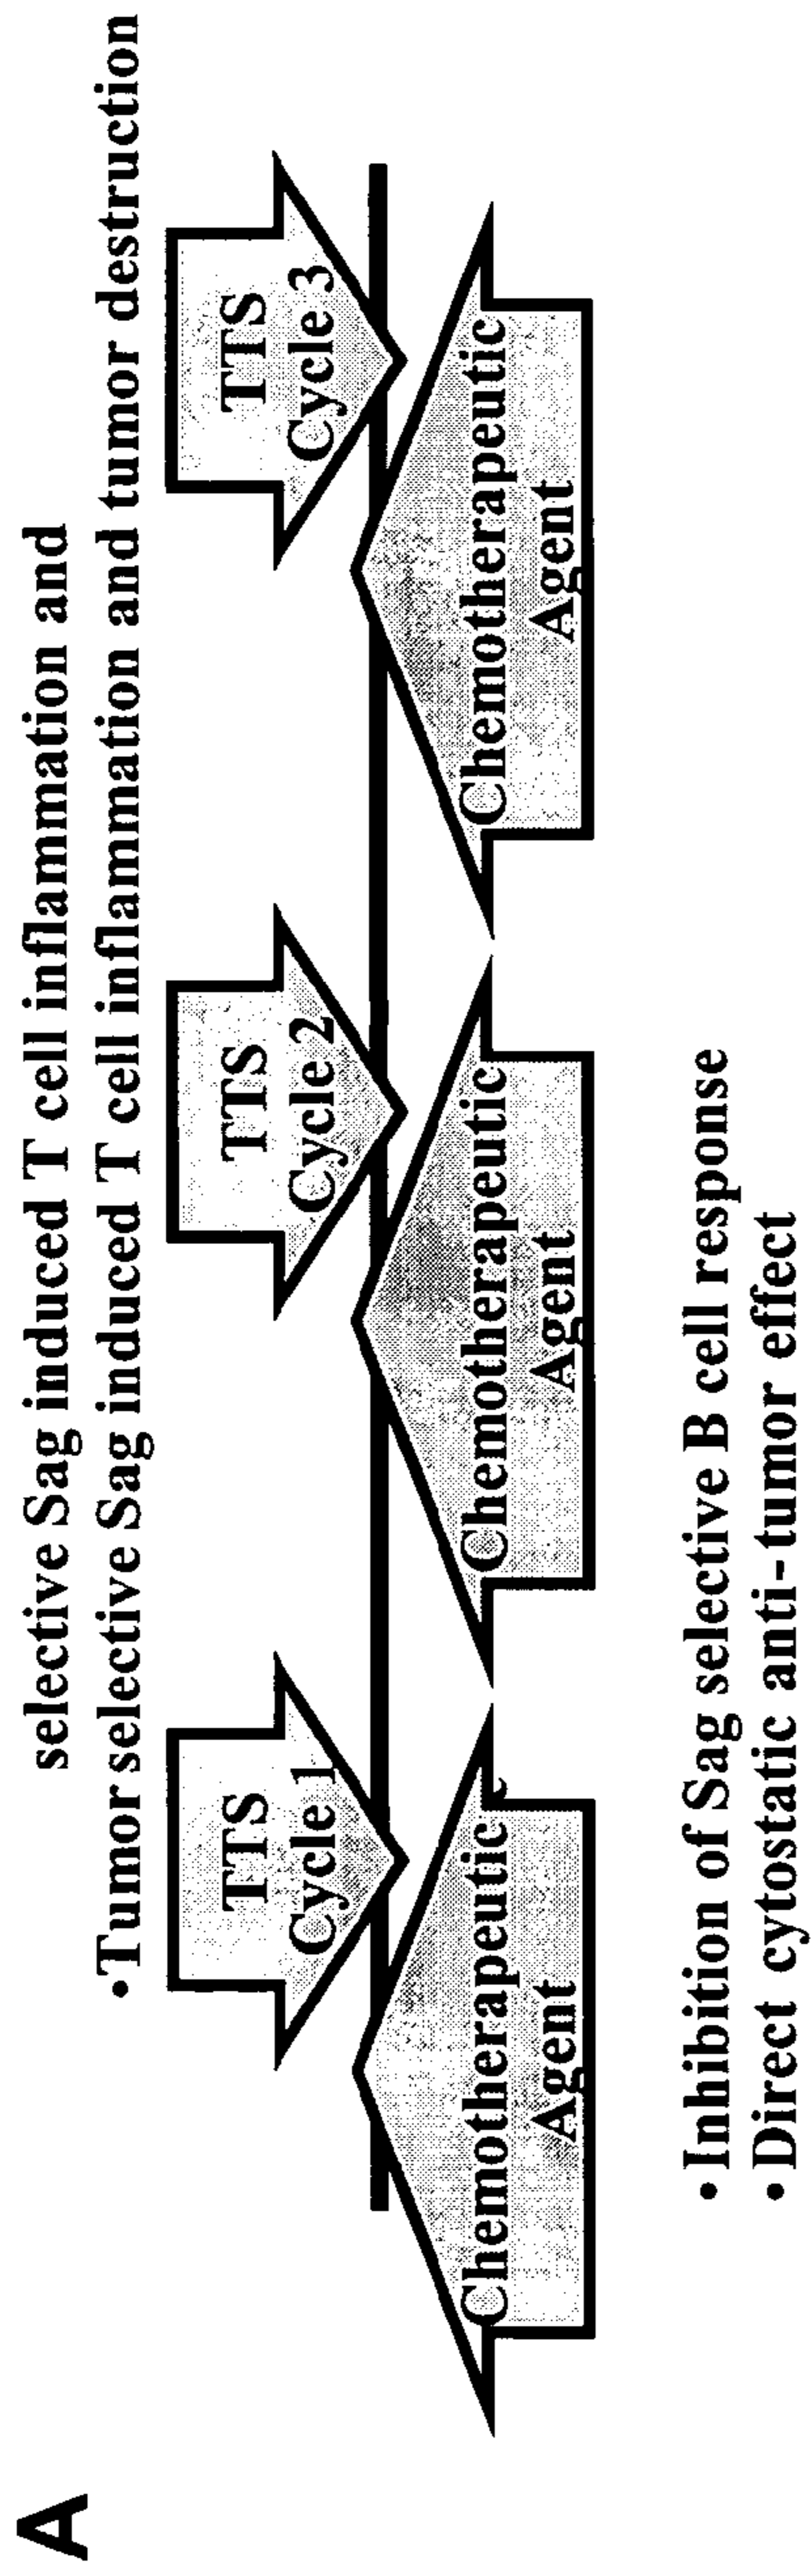 A
selective Sag induced T cell inflammation and
•Tumor selective Sag induced T cell inflammation and tumor destruction
TTS
Cycle 1
TTS
Cycle 2
TTS
Cycle 3
Chemotherapeutic
Agent
Chemotherapeutic
Agent
Chemotherapeutic
Agent
• Inhibition of Sag selective B cell response
• Direct cytostatic anti-tumor effect